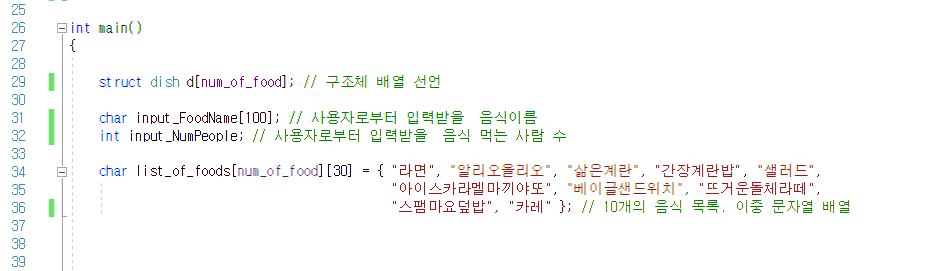 25
26 int main()
27 {
28
29 struct dish d[num_of_food]; // 구조체 배열 선언
30
31 char input_FoodName[100]; // 사용자로부터 입력받을  음식이름
32 int input_NumPeople; // 사용자로부터 입력받을  음식 먹는 사람 수
33
34 char list_of_foods[num_of_food][30] = { "라면", "알리오올리오", "삶은계란", "간장계란밥", "샐러드",
35 "아이스카라멜마끼야또", "베이글샌드위치", "뜨거운돌체라떼",
36 "스팸마요덮밥", "카레" }; // 10개의 음식 목록. 이중 문자열 배열
37
38
39